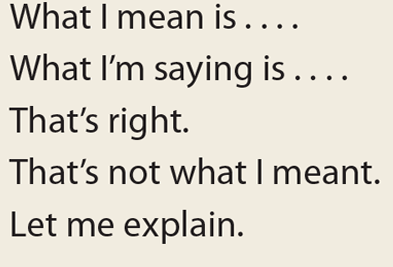 What I mean is . . . .
What I’m saying is . . . .
That’s right.
That’s not what I meant.
Let me explain.